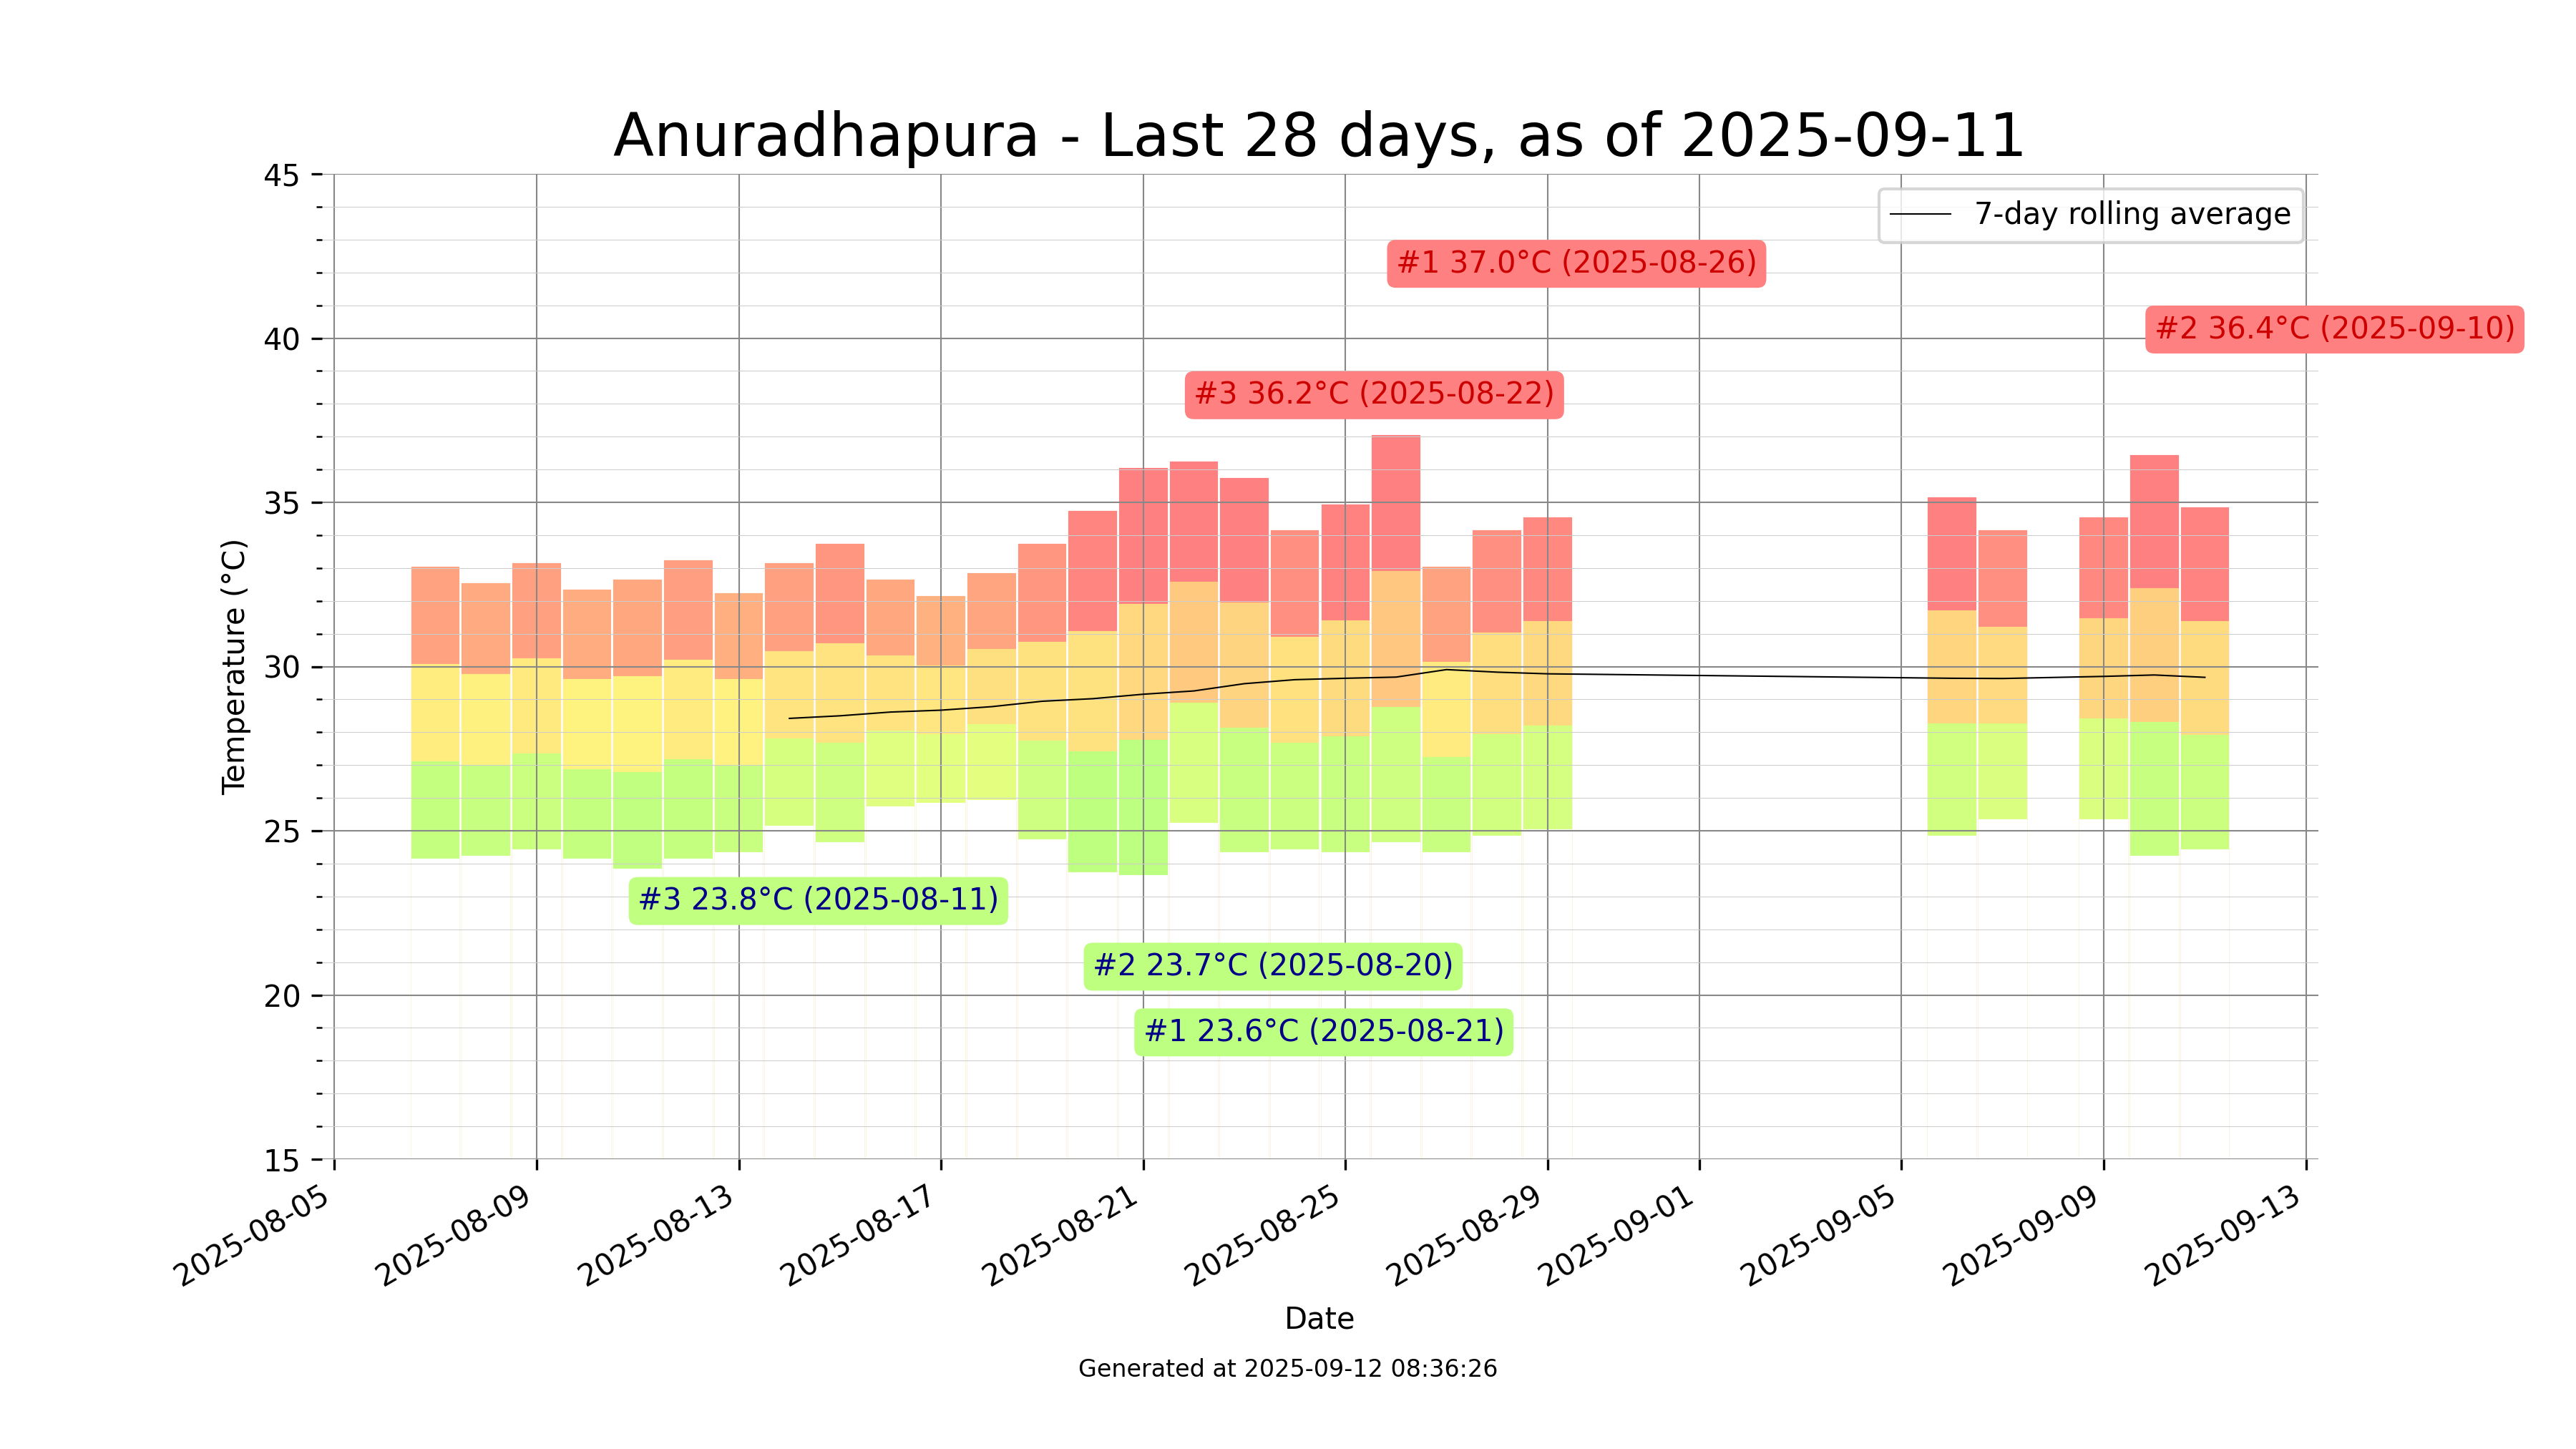 Anuradhapura - Last 28 days, as of 2025-09-11
7-day rolling average
#1 37.0°C (2025-08-26)
#2 36.4°C (2025-09-10)
#3 36.2°C (2025-08-22)
#3 23.8°C (2025-08-11)
#2 23.7°C (2025-08-20)
#1 23.6°C (2025-08-21)
Temperature (°C)
45
40
35
30
25
20
15
2025-08-05
2025-08-09
2025-08-13
2025-08-17
2025-08-21
2025-08-25
2025-08-29
2025-09-01
2025-09-05
2025-09-09
2025-09-13
Date
Generated at 2025-09-12 08:36:26